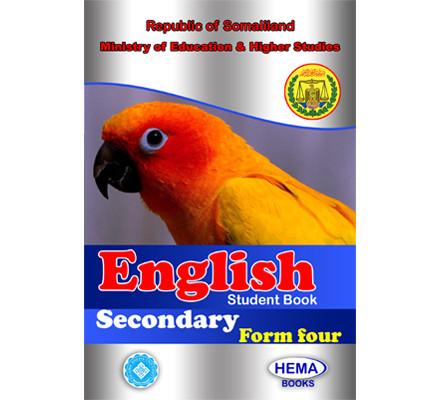 Republic of Somaliland
Ministry of Education & Higher Studies
English
Student Book
Secondary
Form four
HEMA
BOOKS